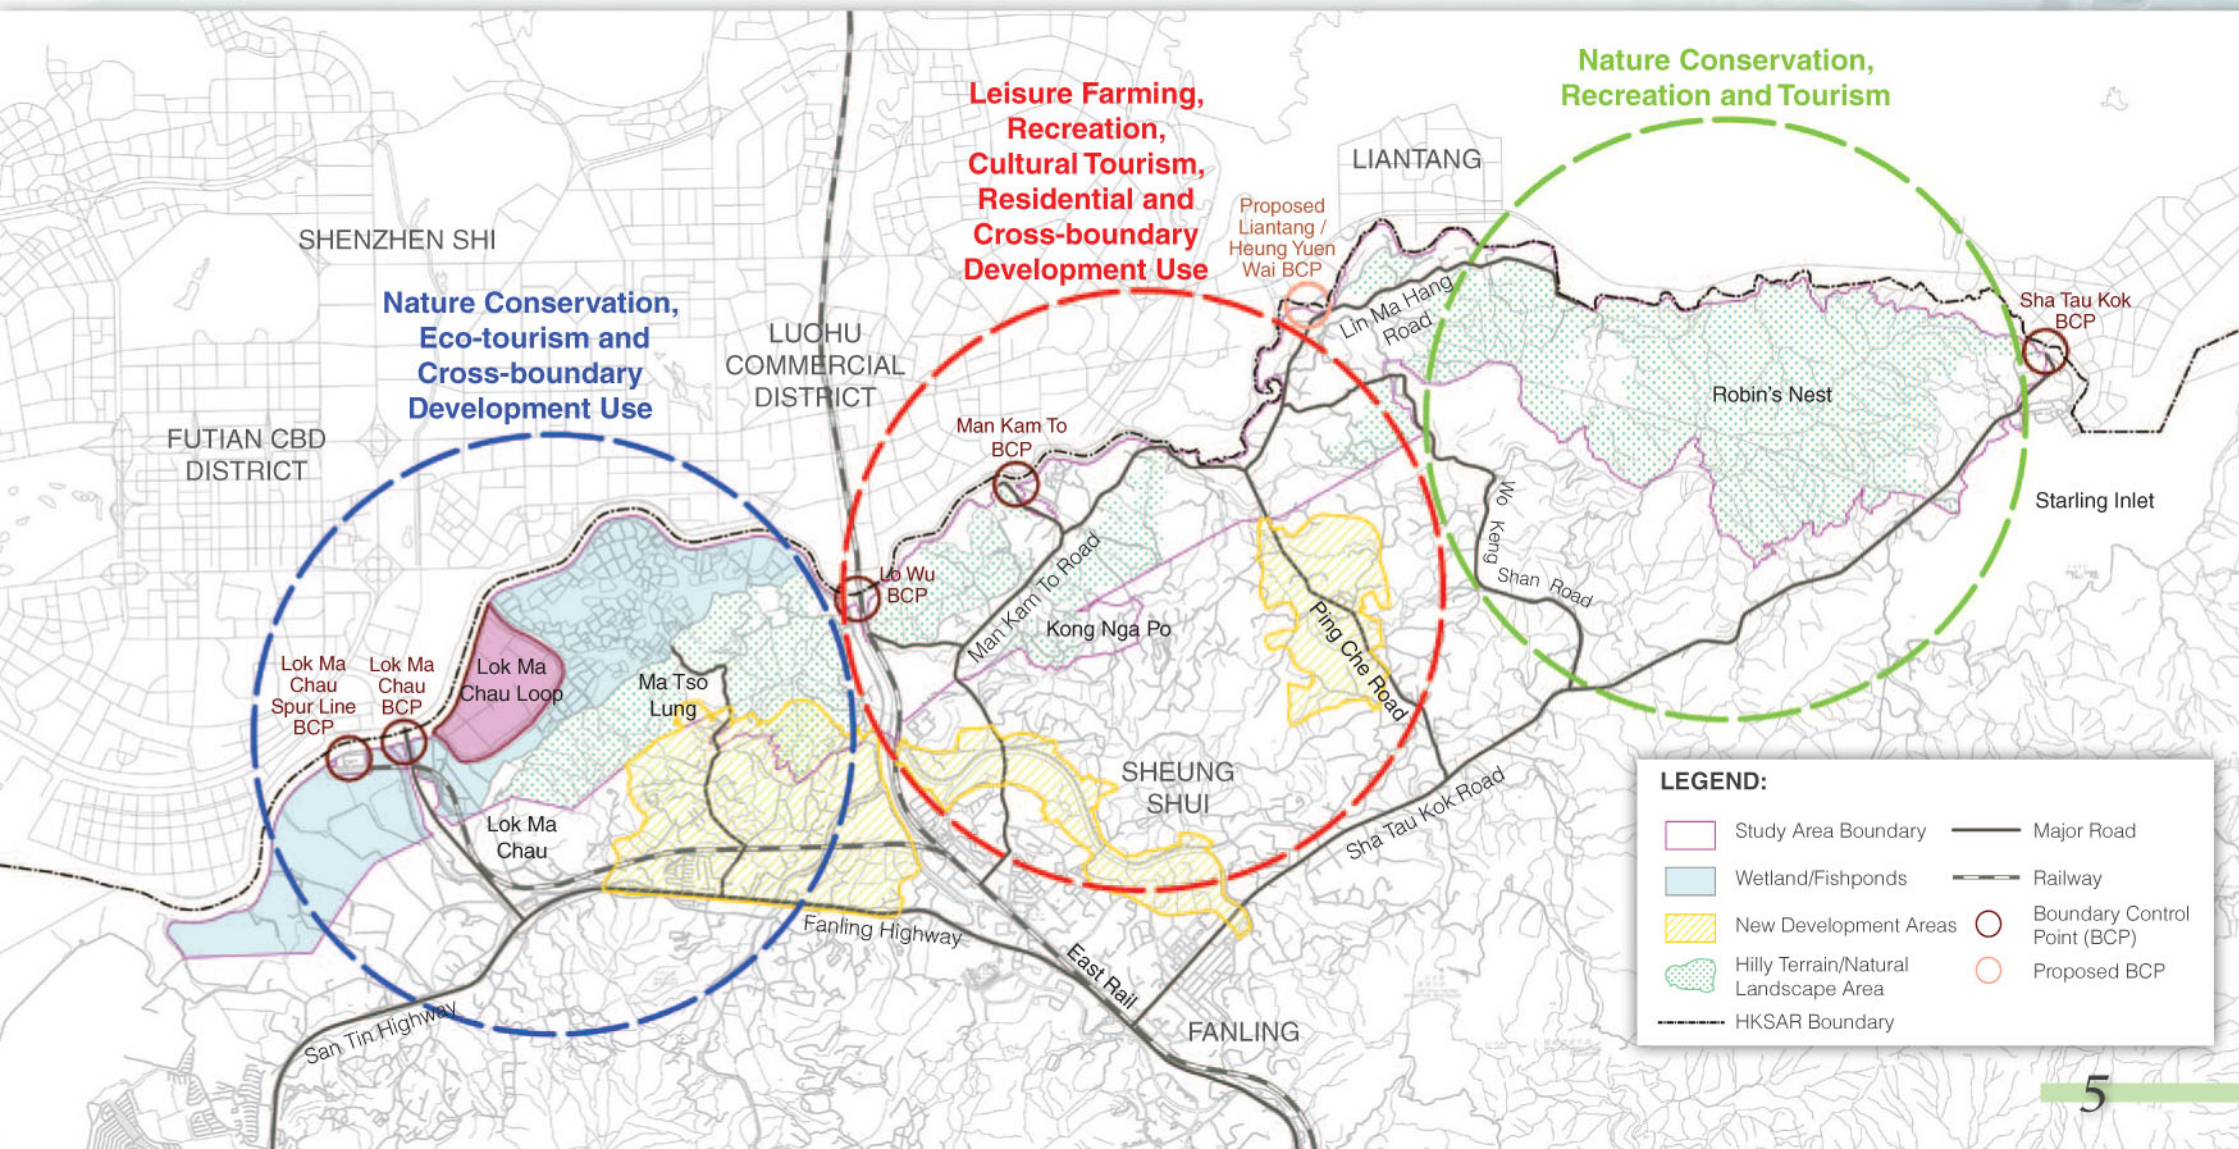 Nature Conservation,
Recreation and Tourism
Leisure Farming,
Recreation,
Cultural Tourism,
Residential and
Cross-boundary
Development Use
LIANTANG
Proposed
Liantang /
Heung Yuen
Wai BCP
SHENZHEN SHI
Nature Conservation,
Eco-tourism and
Cross-boundary
Development Use
LUOHU
COMMERCIAL
DISTRICT
Lin Ma Hang
Road
Sha Tau Kok
BCP
Robin's Nest
FUTIAN CBD
DISTRICT
Man Kam To
BCP
Starling Inlet
Wo Keng
Shan Road
Lo Wu
BCP
Man Kam To Road
Kong Nga Po
Ping Che Road
Lok Ma
Chau
Spur Line
BCP
Lok Ma
Chau
BCP
Lok Ma
Chau Loop
Ma Tso
Lung
SHEUNG
SHUI
Lok Ma
Chau
Sha Tau Kok Road
Fanling Highway
East Rail
San Tin Highway
FANLING
LEGEND:
Study Area Boundary
Wetland/Fishponds
New Development Areas
Hilly Terrain/Natural
Landscape Area
HKSAR Boundary
Major Road
Railway
Boundary Control
Point (BCP)
Proposed BCP
5